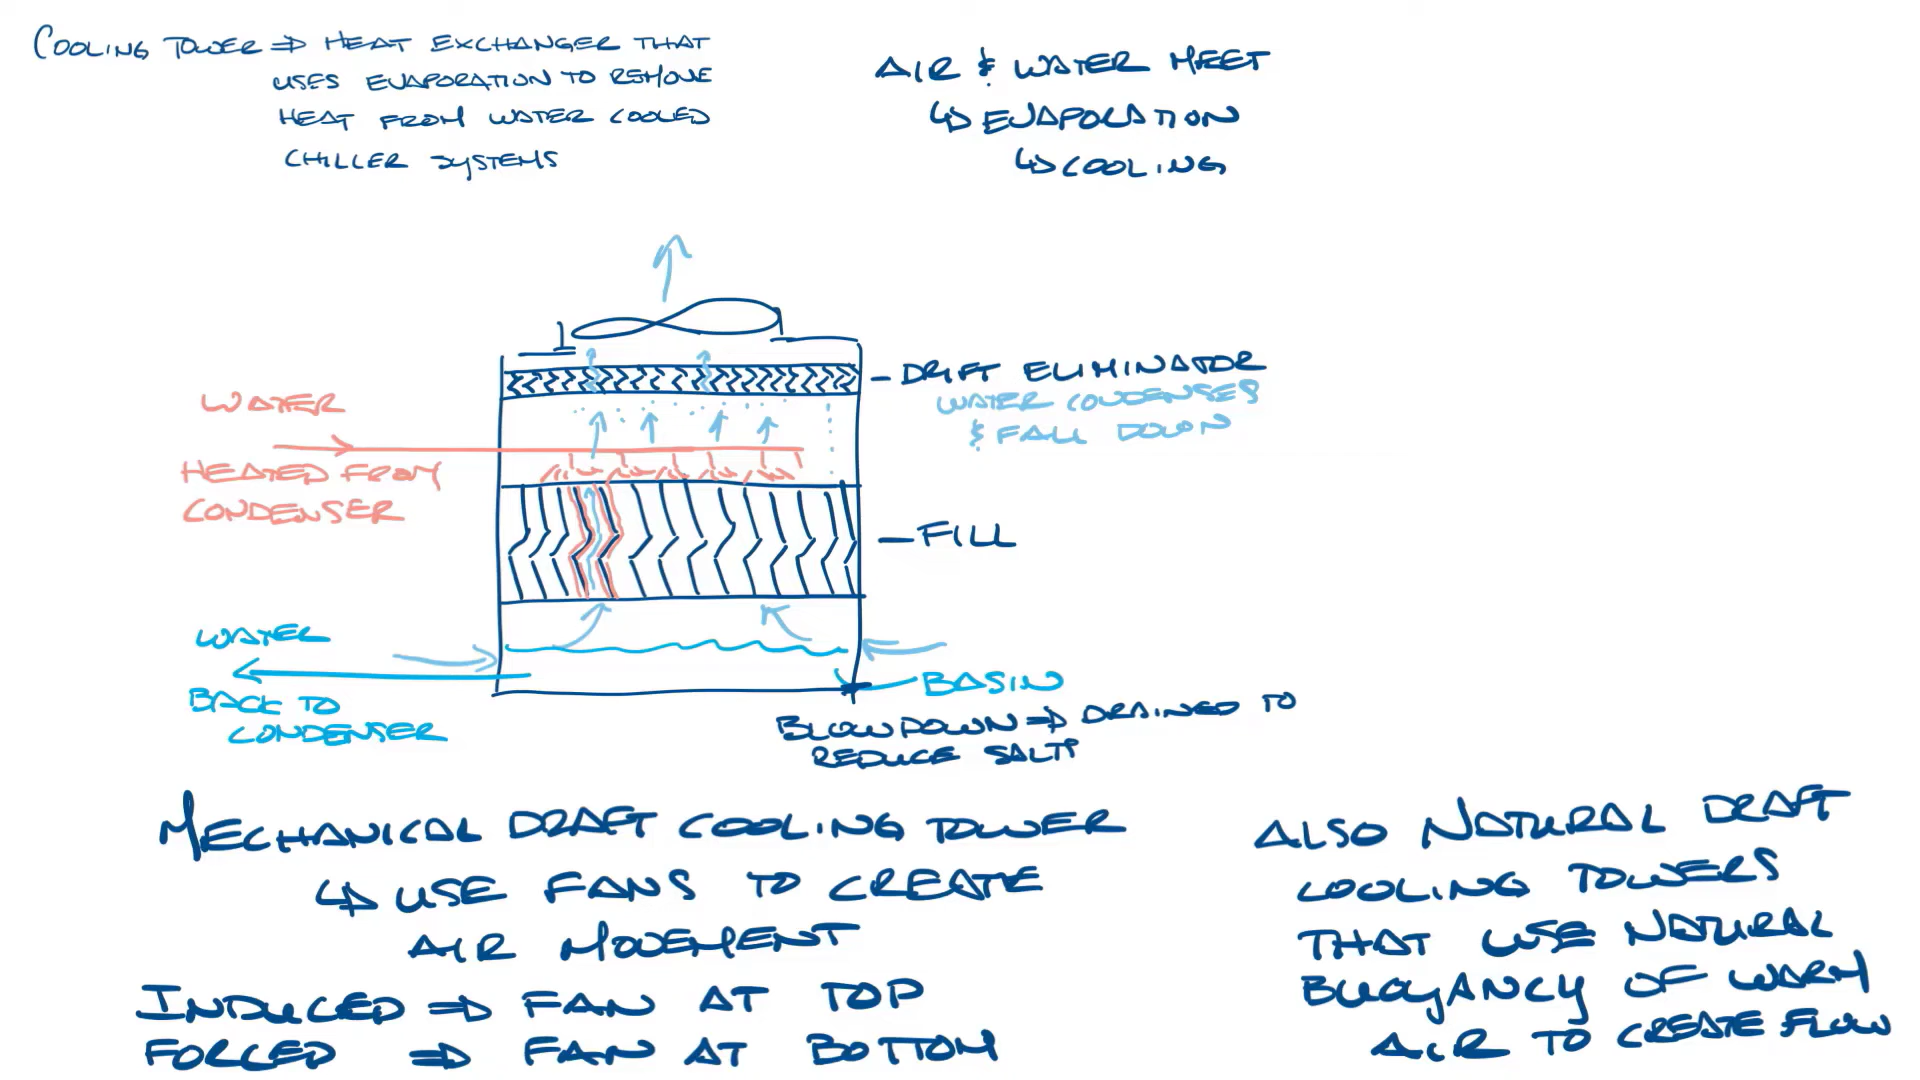 COOLING TOWER ⇒ HEAT EXCHANGER THAT
USES EVAPORATION TO REMOVE
HEAT FROM WATER COOLED
CHILLER SYSTEMS
AIR & WATER MEET
↳ EVAPORATION
↳ COOLING
— DRIFT ELIMINATOR
WATER CONDENSES
& FALL DOWN
WATER
HEATED FROM
CONDENSER
— FILL
WATER
BACK TO
CONDENSER
BASIN
BLOWDOWN ⇒ DRAINED TO
REDUCE SALTS
MECHANICAL DRAFT COOLING TOWER
↳ USE FANS TO CREATE
AIR MOVEMENT
INDUCED ⇒ FAN AT TOP
FORCED ⇒ FAN AT BOTTOM
ALSO NATURAL DRAFT
COOLING TOWERS
THAT USE NATURAL
BUOYANCY OF WARM
AIR TO CREATE FLOW